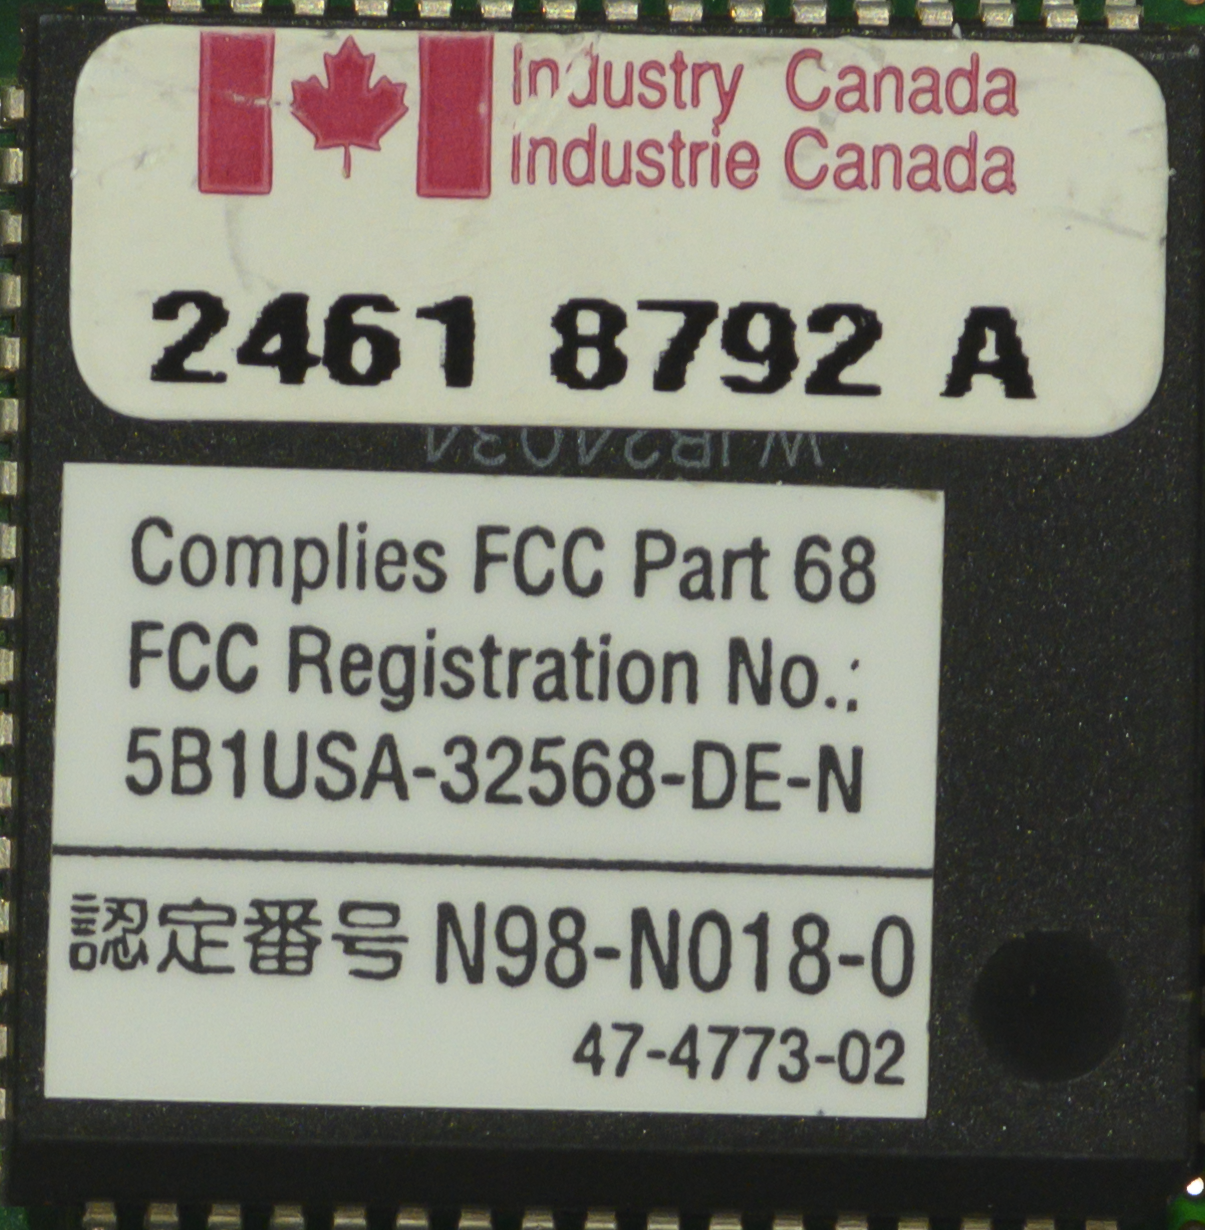 Industry Canada
Industrie Canada
2461 8792 A
Complies FCC Part 68
FCC Registration No.:
5B1USA-32568-DE-N
認定番号 N98-N018-0
47-4773-02